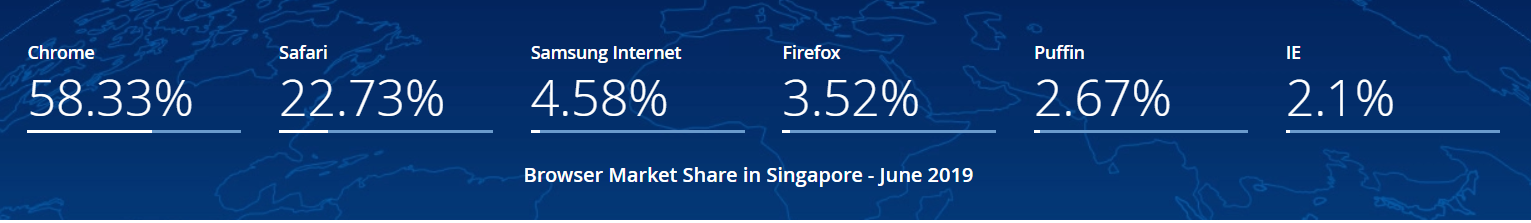 Chrome Safari Samsung Internet Firefox Puffin IE
58.33% 22.73% 4.58% 3.52% 2.67% 2.1%
Browser Market Share in Singapore - June 2019